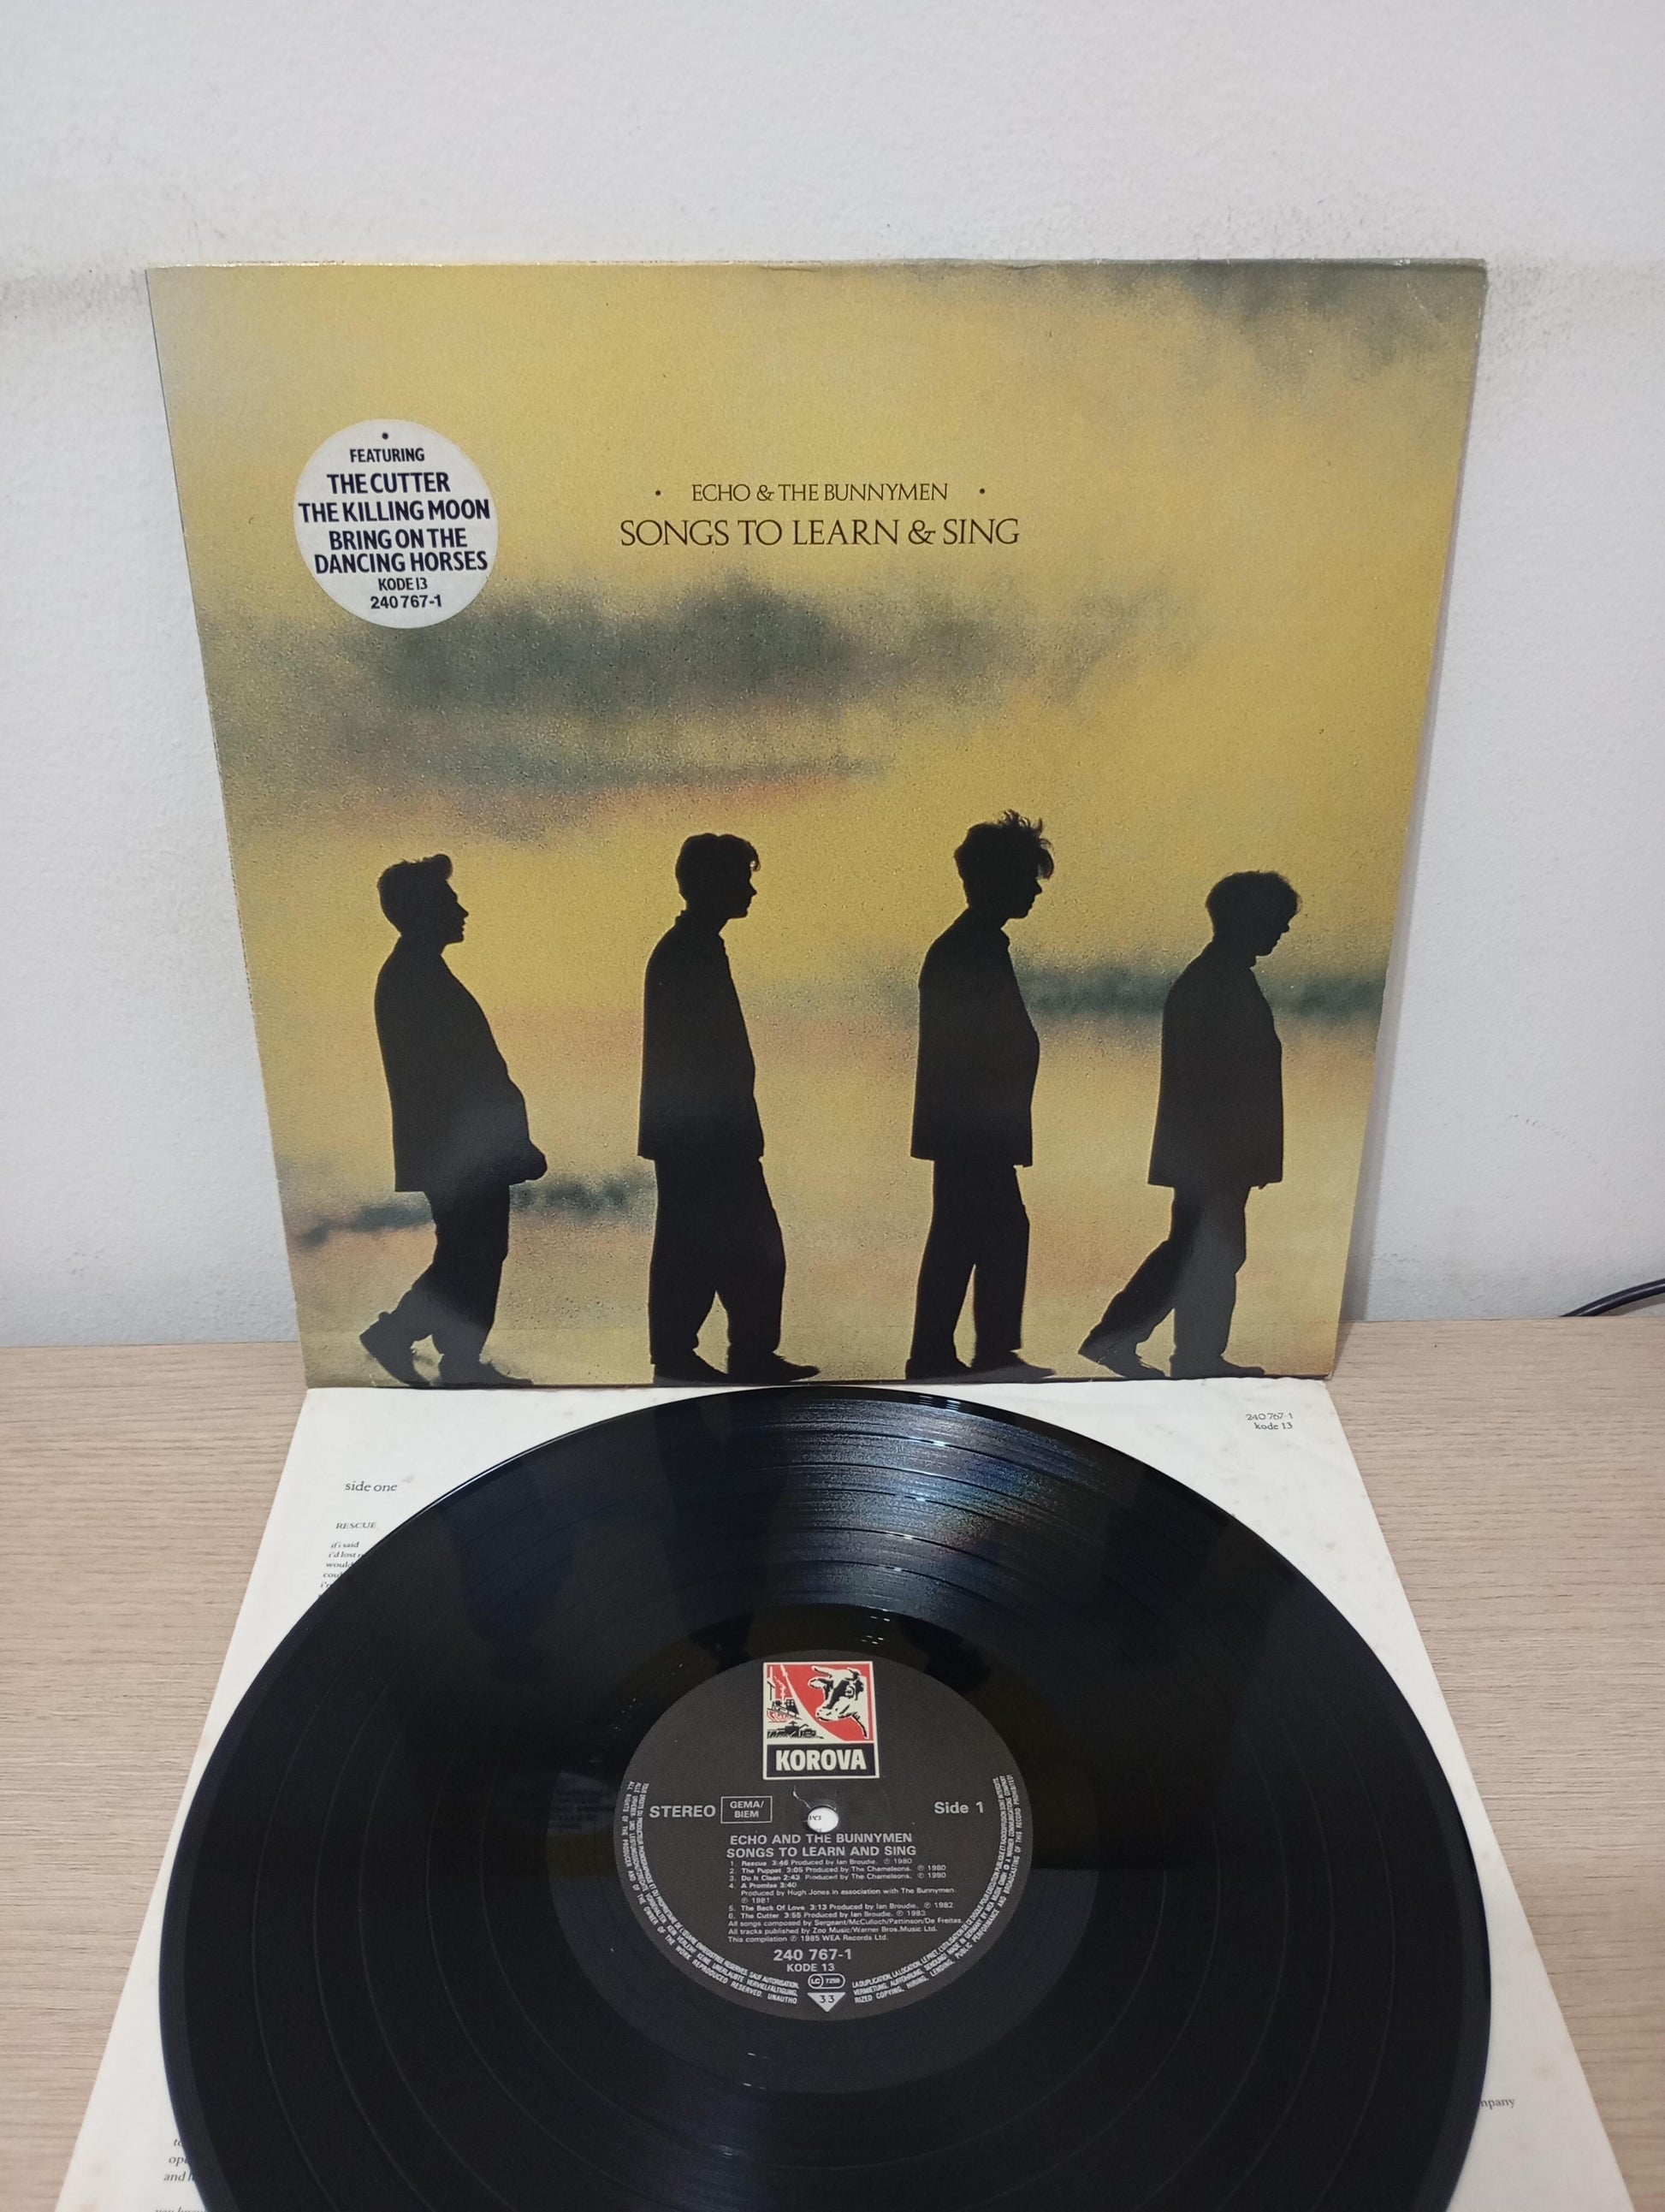 FEATURING
THE CUTTER
THE KILLING MOON
BRING ON THE
DANCING HORSES
KODE 13
240 767-1
• ECHO & THE BUNNYMEN •
SONGS TO LEARN & SING
240 767-1
kode 13
side one
RESCUE
if i said
i'd lost
KOROVA
STEREO
GEMA/
BIEM
Side 1
ECHO AND THE BUNNYMEN
SONGS TO LEARN AND SING
1. Rescue 3:46 Produced by Ian Broudie. ℗ 1980
2. The Puppet 3:05 Produced by The Chameleons. ℗ 1980
3. Do It Clean 2:43 Produced by The Chameleons. ℗ 1980
4. A Promise 3:40
Produced by Hugh Jones in association with The Bunnymen.
℗ 1981
5. The Back Of Love 3:13 Produced by Ian Broudie. ℗ 1982
6. The Cutter 3:55 Produced by Ian Broudie. ℗ 1983
All songs composed by Sergeant/McCulloch/Pattinson/De Freitas.
All tracks published by Zoo Music/Warner Bros. Music Ltd.
This compilation ℗ 1985 WEA Records Ltd.
240 767-1
KODE 13
LC 7259
33
and